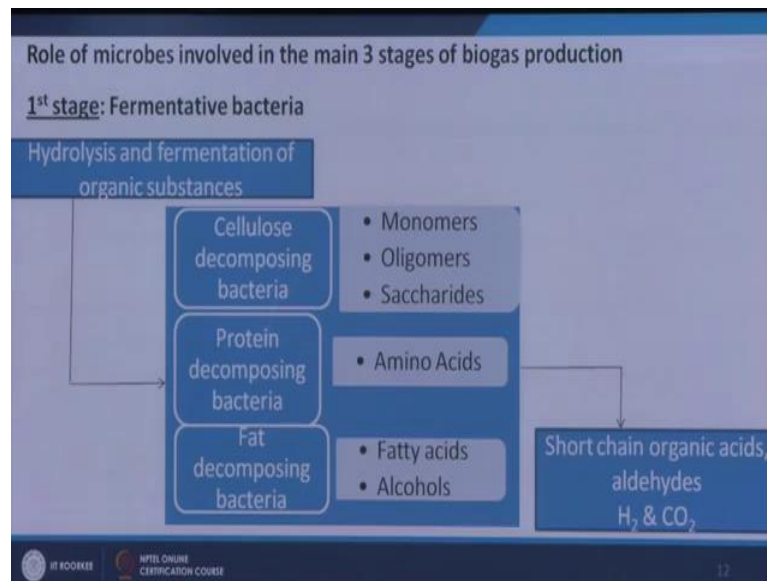 Role of microbes involved in the main 3 stages of biogas production
1st stage: Fermentative bacteria
Hydrolysis and fermentation of
organic substances
Cellulose
decomposing
bacteria
• Monomers
• Oligomers
• Saccharides
Protein
decomposing
bacteria
• Amino Acids
Fat
decomposing
bacteria
• Fatty acids
• Alcohols
Short chain organic acids,
aldehydes
H₂ & CO₂
IIT ROORKEE
NPTEL ONLINE
CERTIFICATION COURSE
12